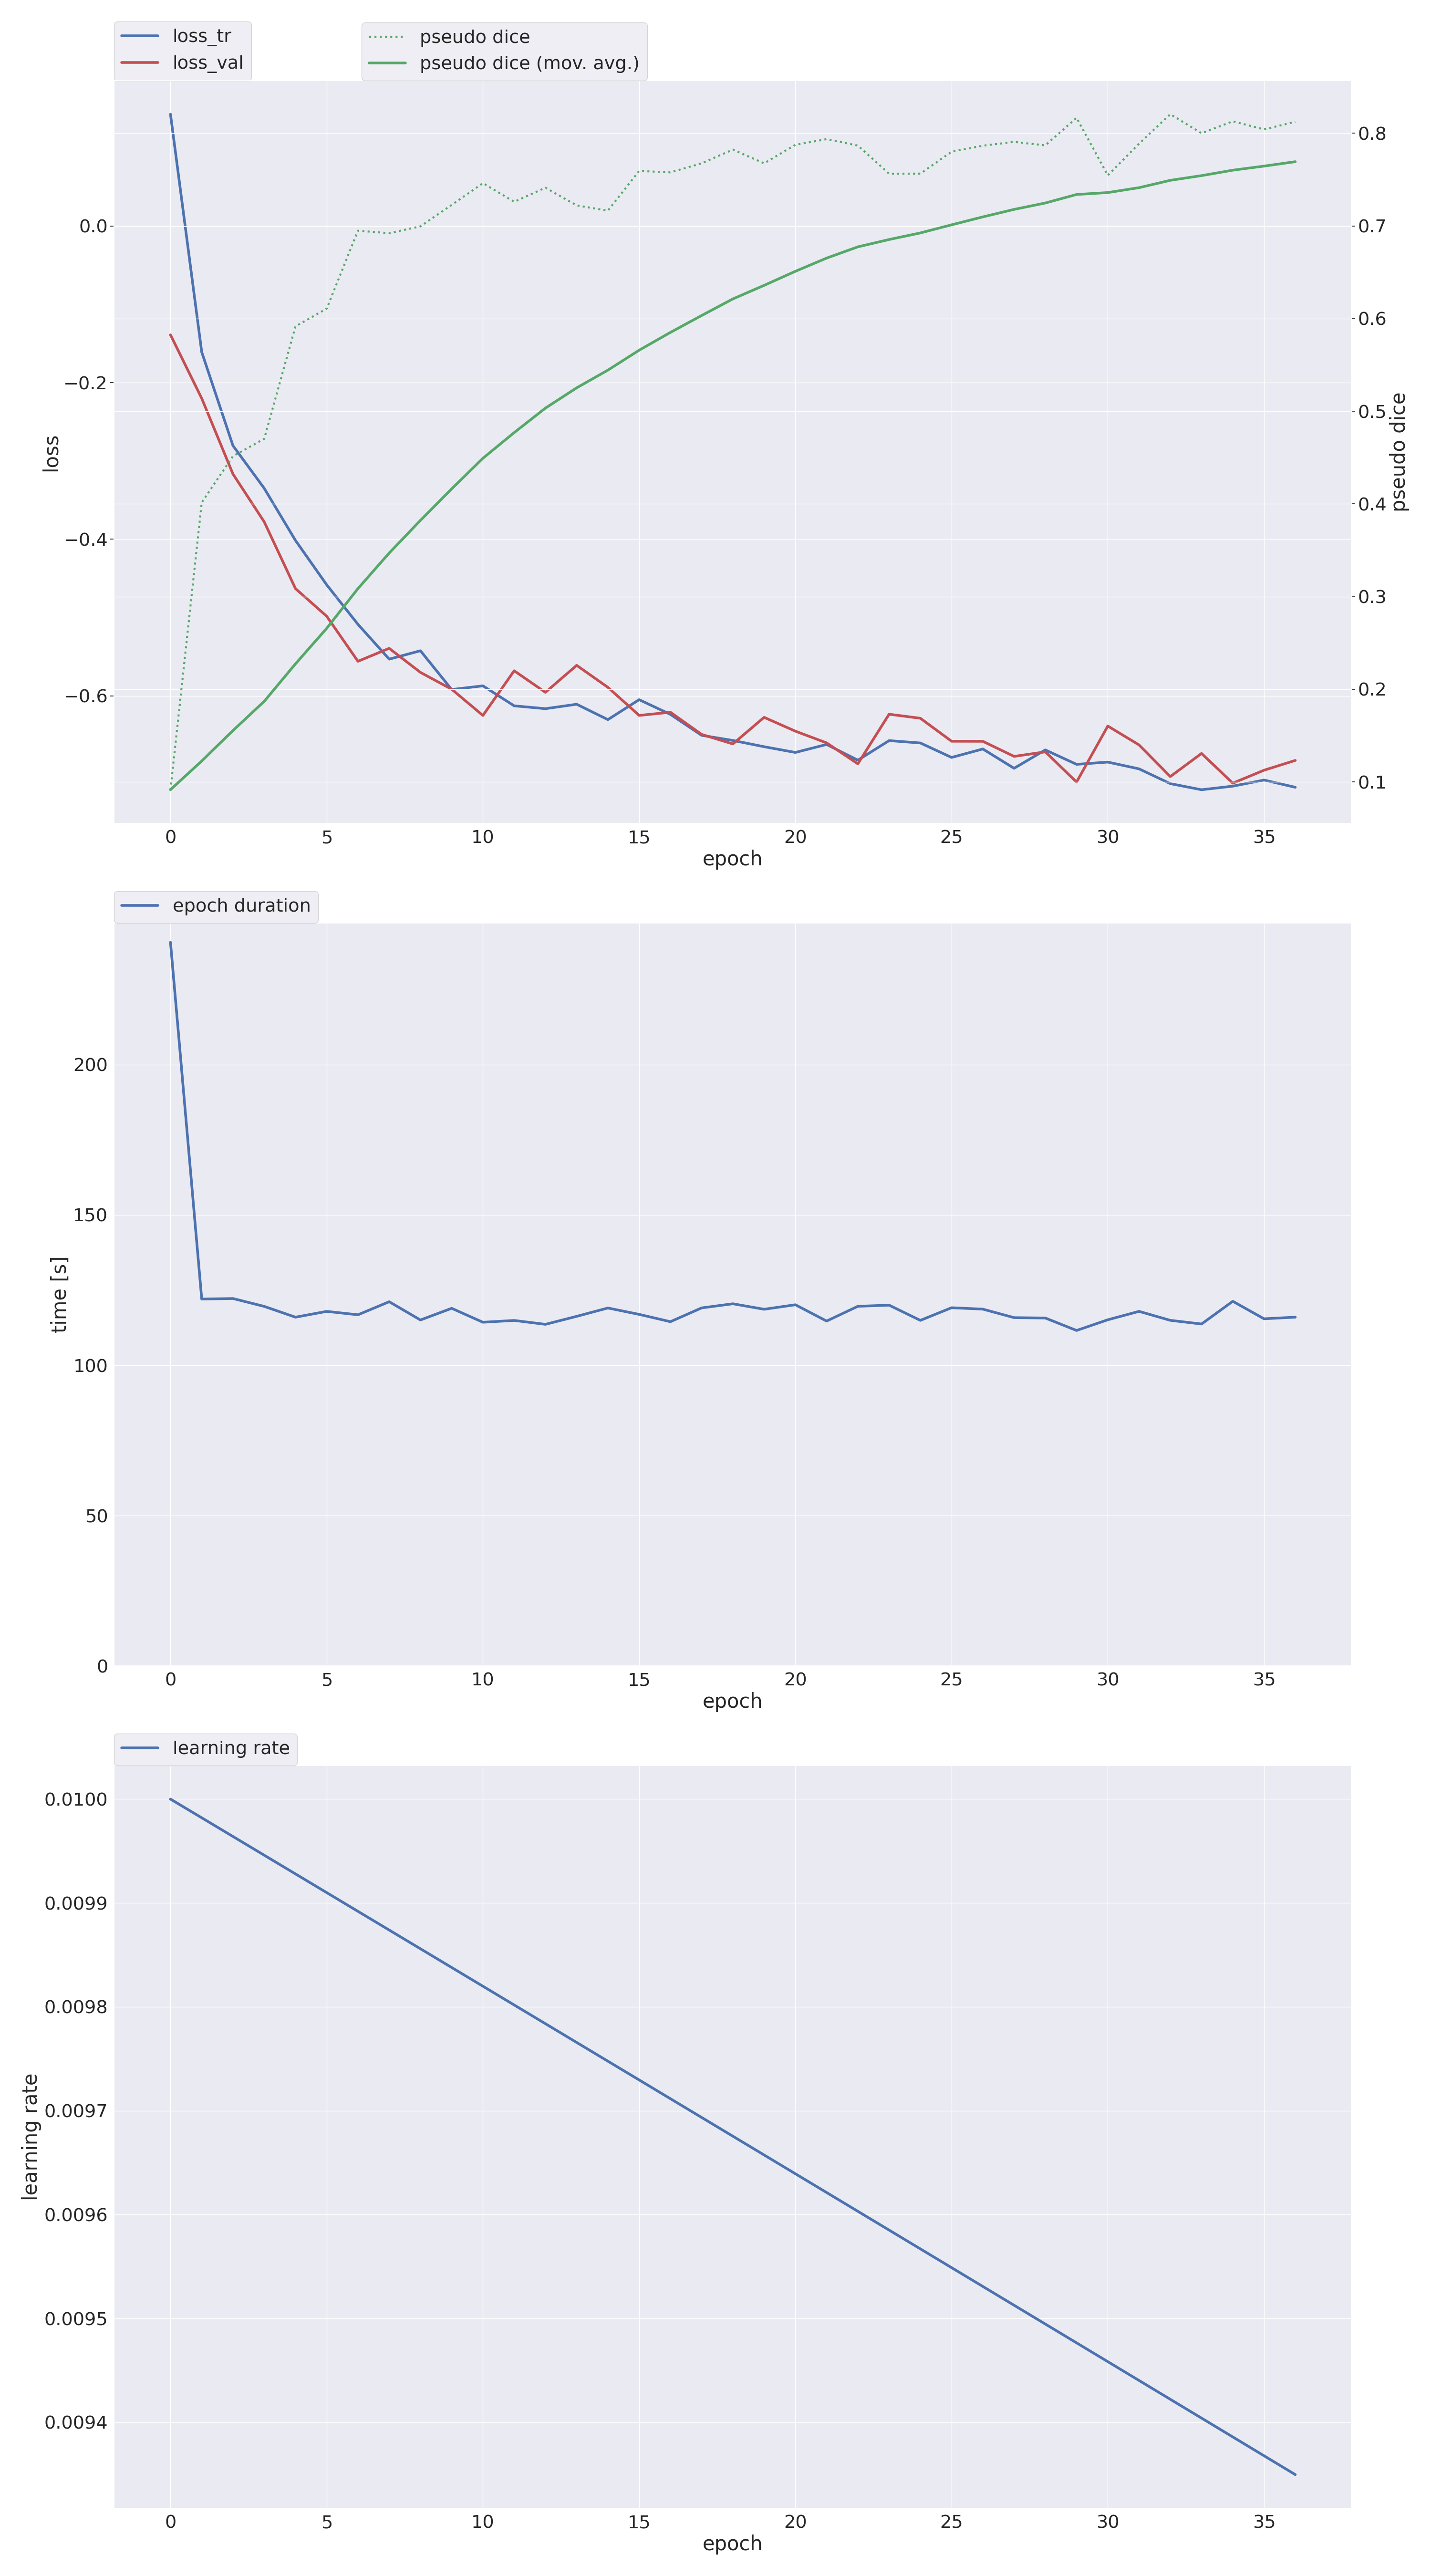 loss_tr
loss_val
pseudo dice
pseudo dice (mov. avg.)
0.0
−0.2
−0.4
−0.6
loss
0.8
0.7
0.6
0.5
0.4
0.3
0.2
0.1
pseudo dice
0 5 10 15 20 25 30 35
epoch
epoch duration
200
150
100
50
0
time [s]
0 5 10 15 20 25 30 35
epoch
learning rate
0.0100
0.0099
0.0098
0.0097
0.0096
0.0095
0.0094
learning rate
0 5 10 15 20 25 30 35
epoch